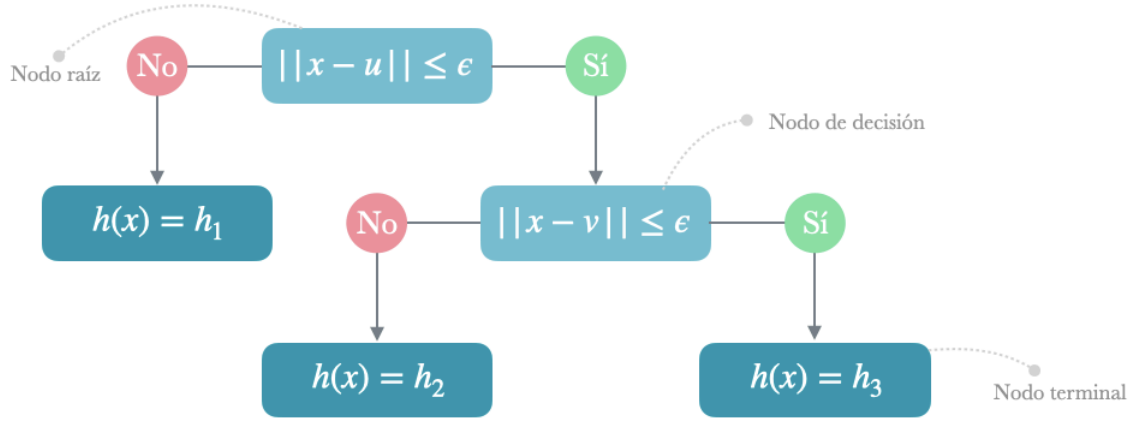 Nodo raíz
No
||x − u|| ≤ ϵ
Sí
Nodo de decisión
h(x) = h₁
No
||x − v|| ≤ ϵ
Sí
h(x) = h₂
h(x) = h₃
Nodo terminal